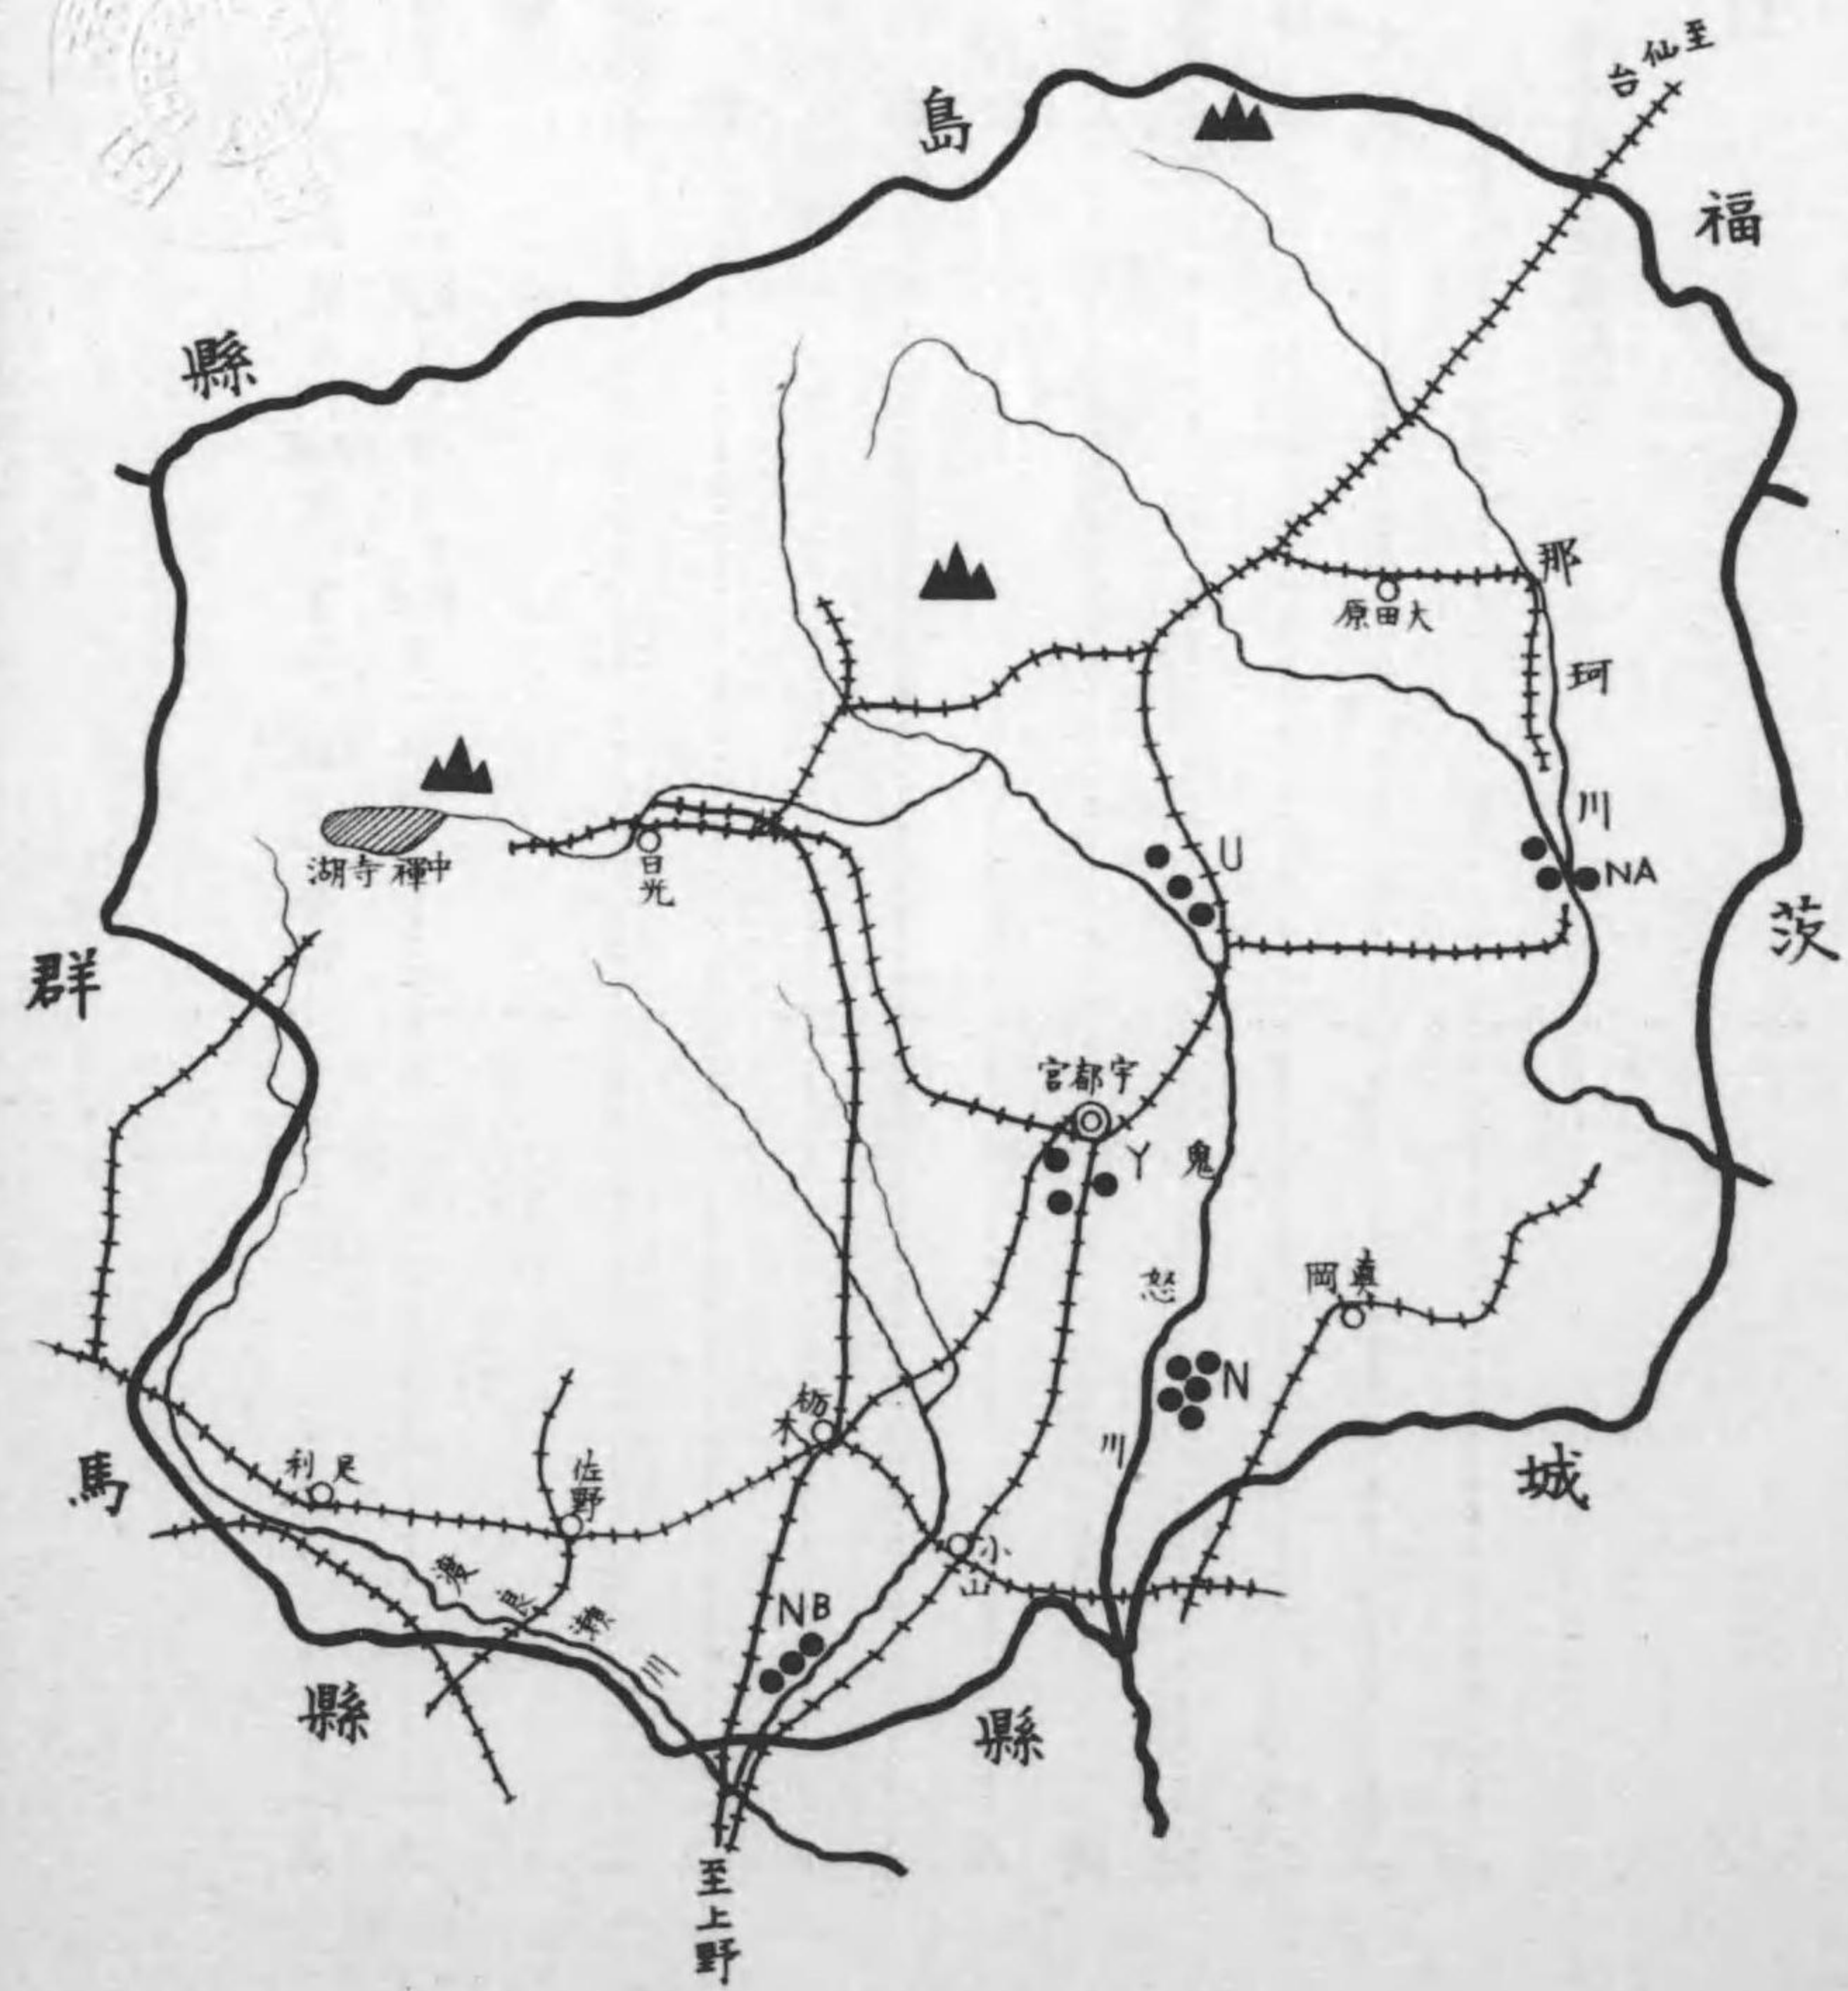 至仙台
福島縣
群馬縣
茨城縣
那珂川
大田原
U
NA
中禪寺湖
日光
宇都宮
Y
鬼怒川
眞岡
N
栃木
足利
佐野
小山
渡良瀬川
NB
至上野